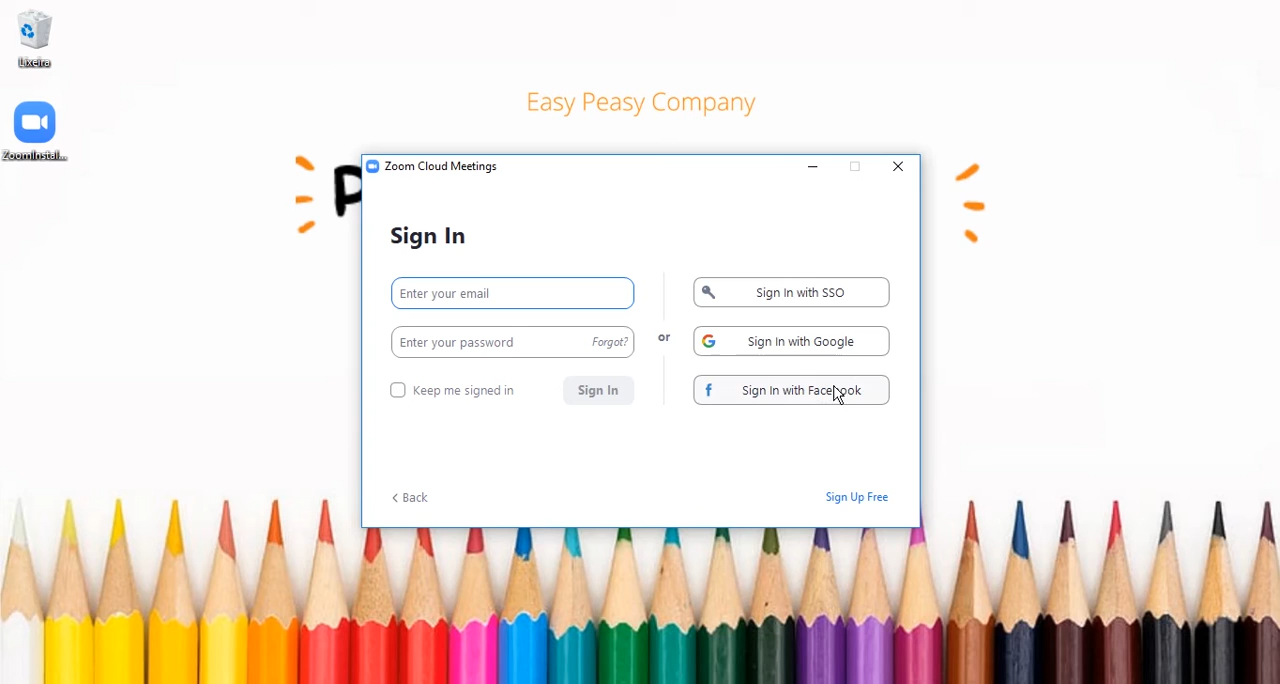 Lixeira
ZoomInstal...
Easy Peasy Company
P
Zoom Cloud Meetings
Sign In
Enter your email
Enter your password
Forgot?
Keep me signed in
Sign In
or
Sign In with SSO
Sign In with Google
Sign In with Facebook
< Back
Sign Up Free